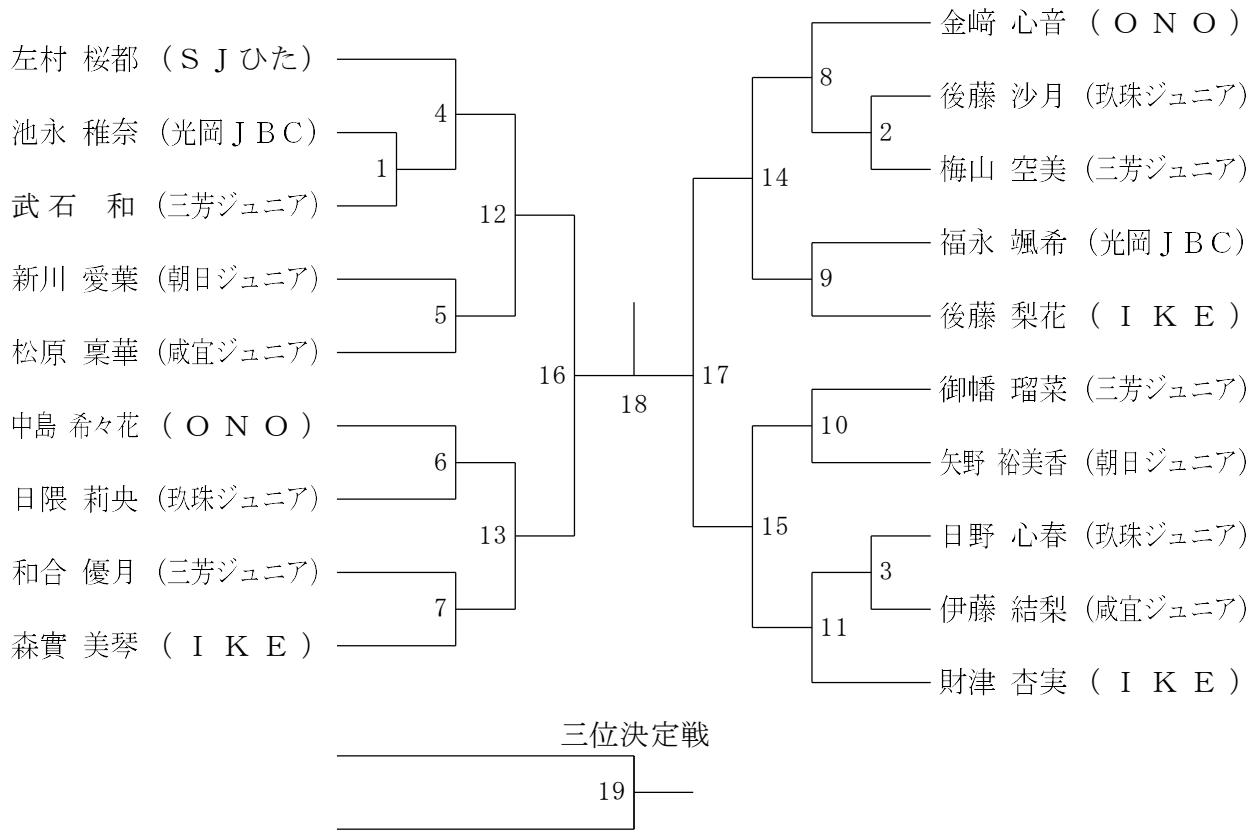 左村 桜都 (ＳＪひた)
4
池永 稚奈 (光岡ＪＢＣ)
1
武石 和 (三芳ジュニア)
12
新川 愛葉 (朝日ジュニア)
5
松原 稟華 (咸宜ジュニア)
16
中島 希々花 (ＯＮＯ)
6
日隈 莉央 (玖珠ジュニア)
13
和合 優月 (三芳ジュニア)
7
森實 美琴 (ＩＫＥ)
18
金﨑 心音 (ＯＮＯ)
8
後藤 沙月 (玖珠ジュニア)
2
梅山 空美 (三芳ジュニア)
14
福永 颯希 (光岡ＪＢＣ)
9
後藤 梨花 (ＩＫＥ)
17
御幡 瑠菜 (三芳ジュニア)
10
矢野 裕美香 (朝日ジュニア)
15
日野 心春 (玖珠ジュニア)
3
伊藤 結梨 (咸宜ジュニア)
11
財津 杏実 (ＩＫＥ)
三位決定戦
19